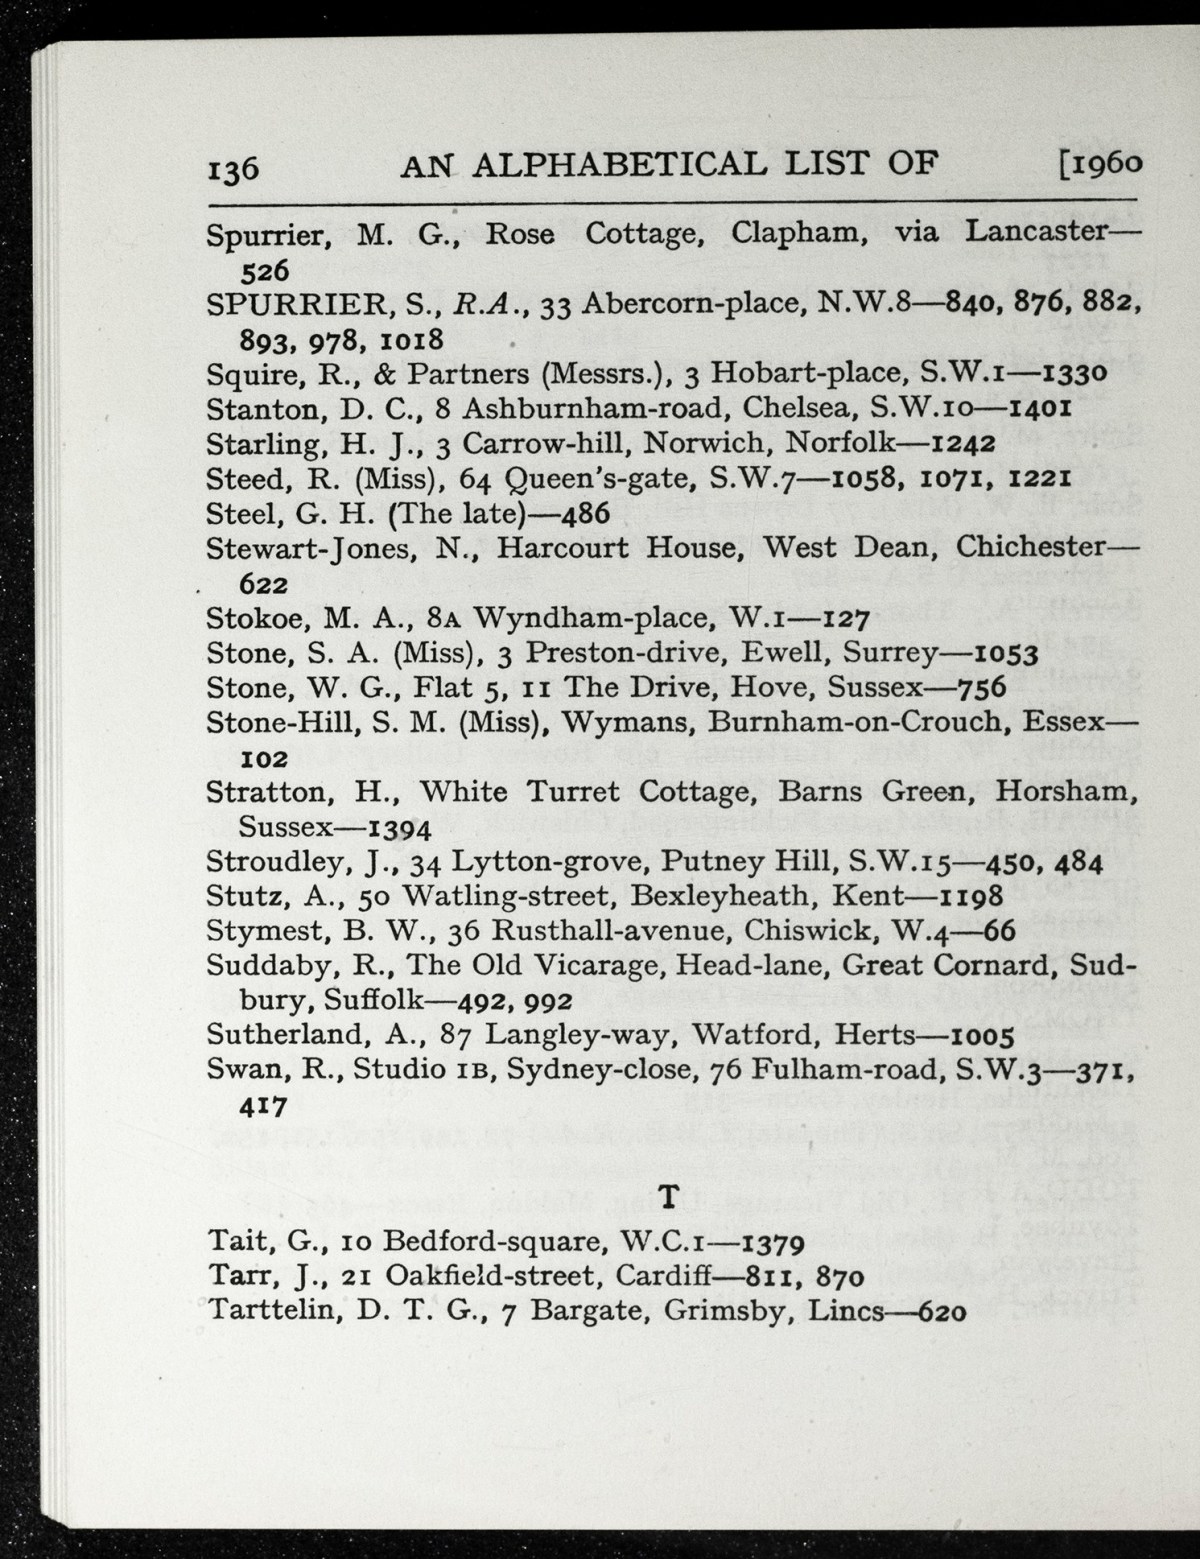 136 AN ALPHABETICAL LIST OF [1960
Spurrier, M. G., Rose Cottage, Clapham, via Lancaster—
526
SPURRIER, S., R.A., 33 Abercorn-place, N.W.8—840, 876, 882,
893, 978, 1018
Squire, R., & Partners (Messrs.), 3 Hobart-place, S.W.1—1330
Stanton, D. C., 8 Ashburnham-road, Chelsea, S.W.10—1401
Starling, H. J., 3 Carrow-hill, Norwich, Norfolk—1242
Steed, R. (Miss), 64 Queen's-gate, S.W.7—1058, 1071, 1221
Steel, G. H. (The late)—486
Stewart-Jones, N., Harcourt House, West Dean, Chichester—
622
Stokoe, M. A., 8A Wyndham-place, W.1—127
Stone, S. A. (Miss), 3 Preston-drive, Ewell, Surrey—1053
Stone, W. G., Flat 5, 11 The Drive, Hove, Sussex—756
Stone-Hill, S. M. (Miss), Wymans, Burnham-on-Crouch, Essex—
102
Stratton, H., White Turret Cottage, Barns Green, Horsham,
Sussex—1394
Stroudley, J., 34 Lytton-grove, Putney Hill, S.W.15—450, 484
Stutz, A., 50 Watling-street, Bexleyheath, Kent—1198
Stymest, B. W., 36 Rusthall-avenue, Chiswick, W.4—66
Suddaby, R., The Old Vicarage, Head-lane, Great Cornard, Sud-
bury, Suffolk—492, 992
Sutherland, A., 87 Langley-way, Watford, Herts—1005
Swan, R., Studio 1B, Sydney-close, 76 Fulham-road, S.W.3—371,
417
T
Tait, G., 10 Bedford-square, W.C.1—1379
Tarr, J., 21 Oakfield-street, Cardiff—811, 870
Tarttelin, D. T. G., 7 Bargate, Grimsby, Lincs—620